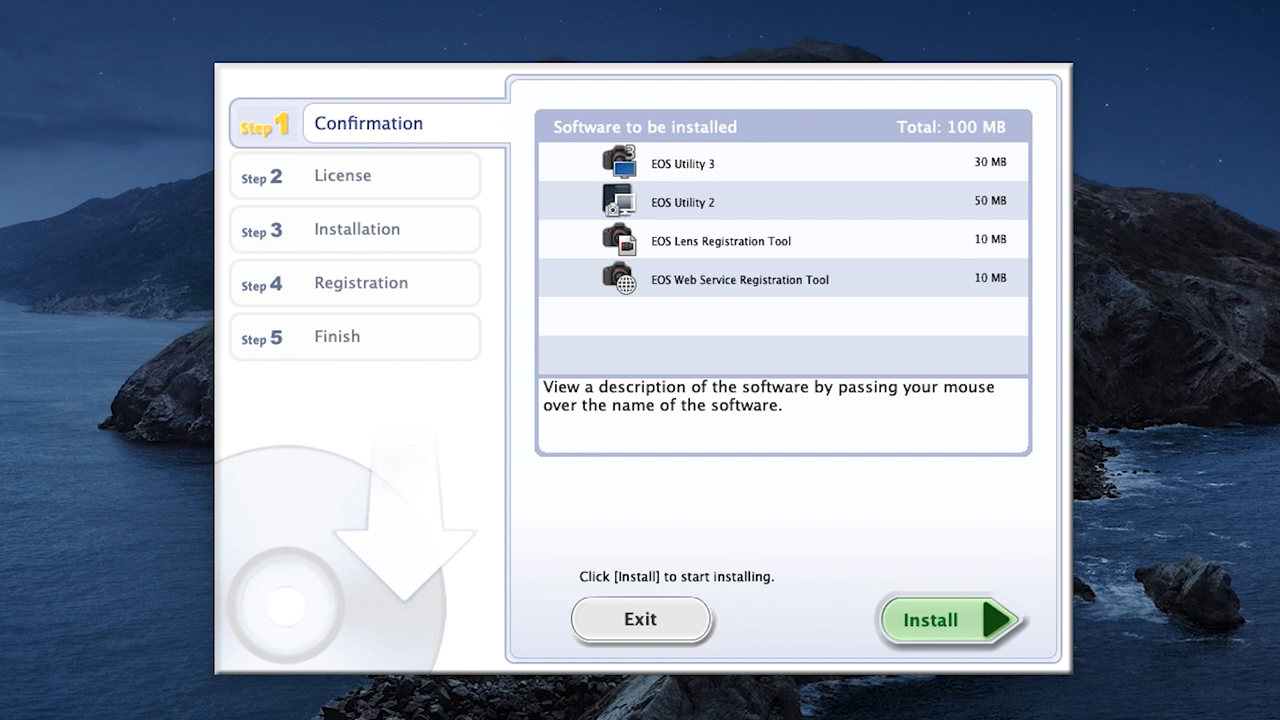 Step 1 Confirmation
Step 2 License
Step 3 Installation
Step 4 Registration
Step 5 Finish
Software to be installed Total: 100 MB
EOS Utility 3 30 MB
EOS Utility 2 50 MB
EOS Lens Registration Tool 10 MB
EOS Web Service Registration Tool 10 MB
View a description of the software by passing your mouse
over the name of the software.
Click [Install] to start installing.
Exit
Install